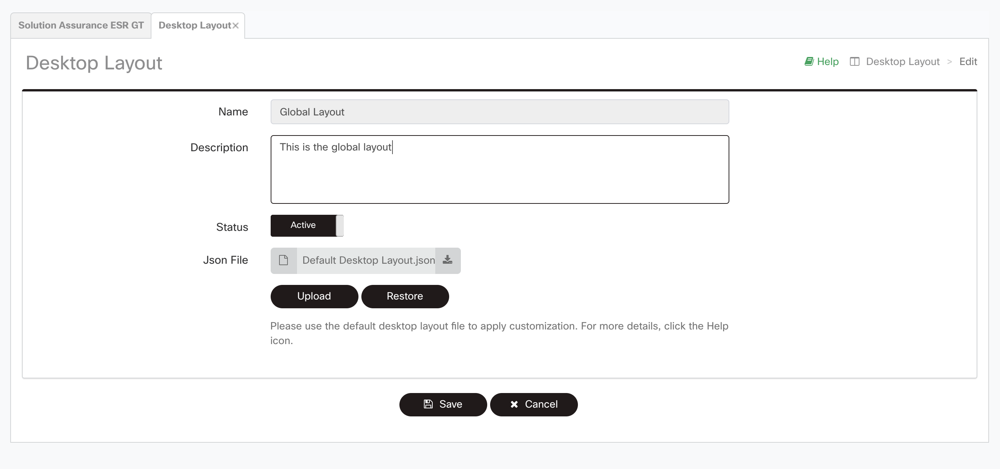 Solution Assurance ESR GT
Desktop Layout
Desktop Layout
Help Desktop Layout > Edit
Name
Global Layout
Description
This is the global layout
Status
Active
Json File
Default Desktop Layout.json
Upload
Restore
Please use the default desktop layout file to apply customization. For more details, click the Help
icon.
Save
Cancel